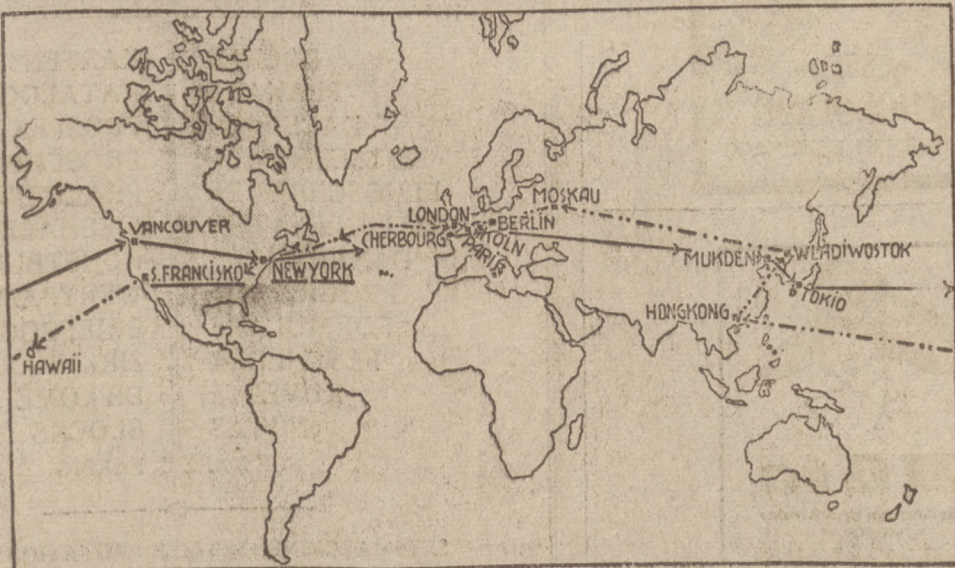 MOSKAU
LONDON
BERLIN
VANCOUVER
CHERBOURG
KÖLN
PARIS
S.FRANCISKO
NEWYORK
MUKDEN
WLADIWOSTOK
TOKIO
HONGKONG
HAWAII